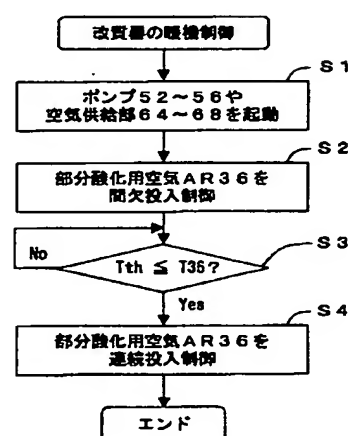 改質器の暖機制御
S1
ポンプ52〜56や
空気供給部64〜68を起動
S2
部分酸化用空気AR36を
間欠投入制御
S3
No
Tth ≦ T36?
Yes
S4
部分酸化用空気AR36を
連続投入制御
エンド